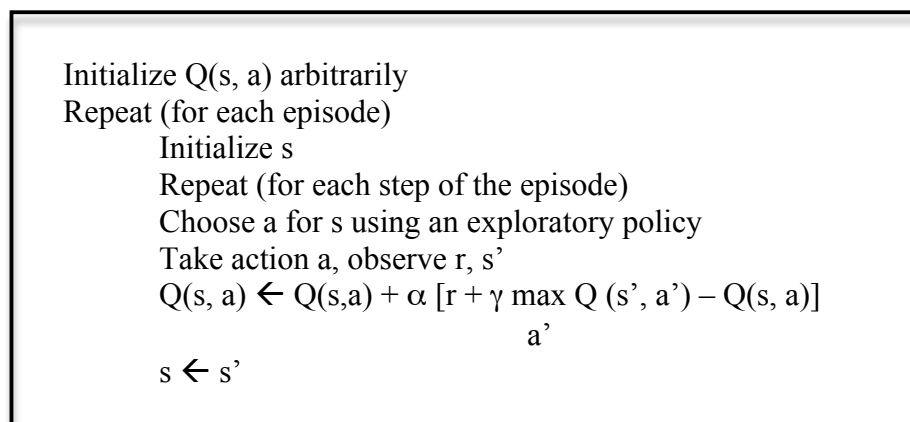 Initialize Q(s, a) arbitrarily
Repeat (for each episode)
Initialize s
Repeat (for each step of the episode)
Choose a for s using an exploratory policy
Take action a, observe r, s’
Q(s, a) ← Q(s,a) + α [r + γ max Q (s’, a’) – Q(s, a)]
a’
s ← s’